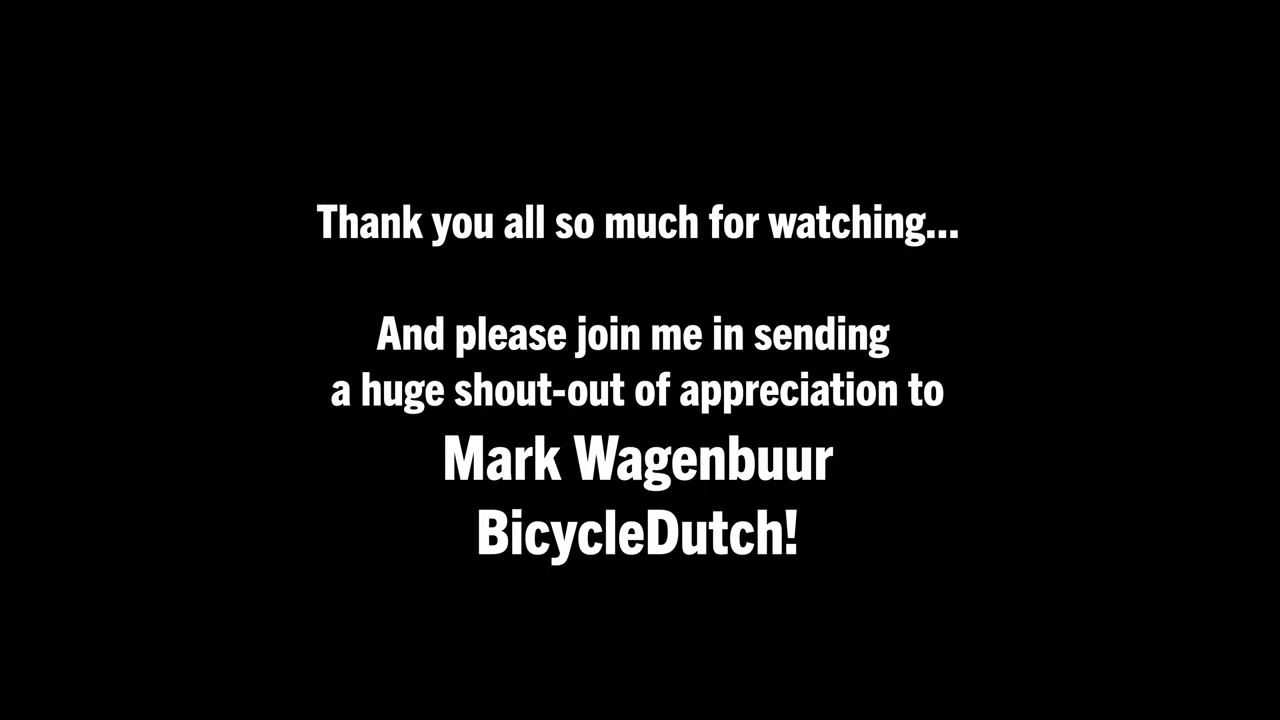 Thank you all so much for watching...
And please join me in sending
a huge shout-out of appreciation to
Mark Wagenbuur
BicycleDutch!